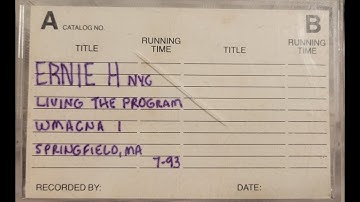 A CATALOG NO. B
TITLE RUNNING TIME TITLE RUNNING TIME
ERNIE H NYC
LIVING THE PROGRAM
WMACNA 1
SPRINGFIELD, MA
7-93
RECORDED BY: DATE: